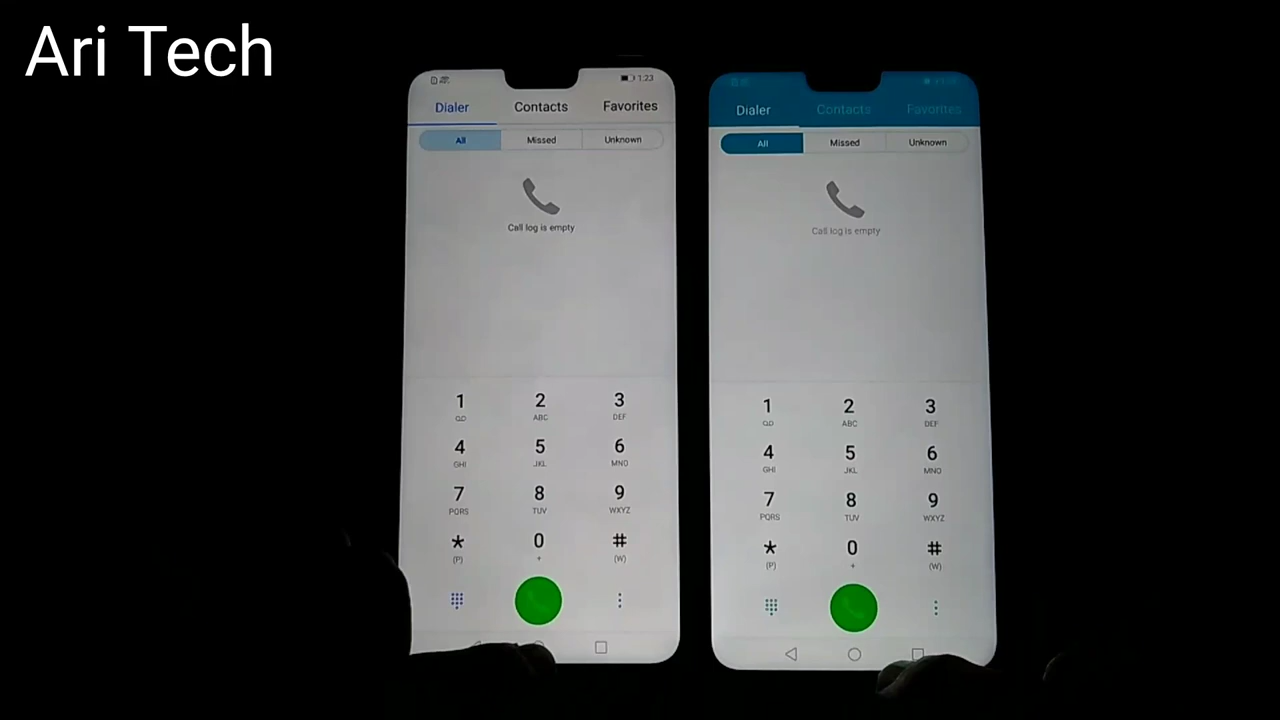 Ari Tech
1:23
Dialer Contacts Favorites
All Missed Unknown
Call log is empty
1 2 3
ABC DEF
4 5 6
GHI JKL MNO
7 8 9
PQRS TUV WXYZ
* 0 #
(P) + (W)
Dialer Contacts Favorites
All Missed Unknown
Call log is empty
1 2 3
ABC DEF
4 5 6
GHI JKL MNO
7 8 9
PQRS TUV WXYZ
* 0 #
(P) + (W)